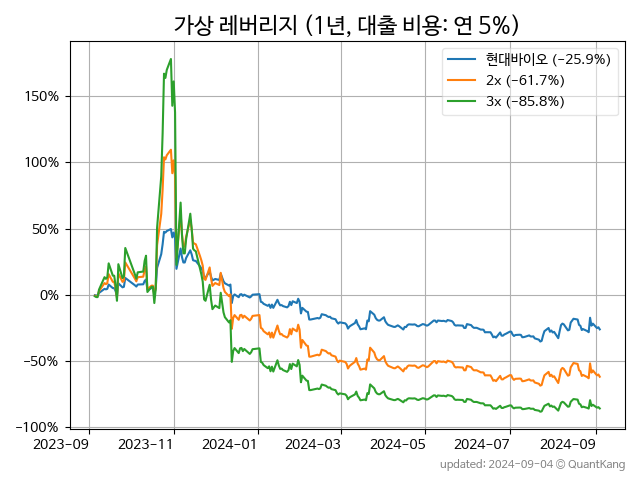 가상 레버리지 (1년, 대출 비용: 연 5%)
현대바이오 (-25.9%)
2x (-61.7%)
3x (-85.8%)
150%
100%
50%
0%
−50%
−100%
2023-09 2023-11 2024-01 2024-03 2024-05 2024-07 2024-09
updated: 2024-09-04 © QuantKang